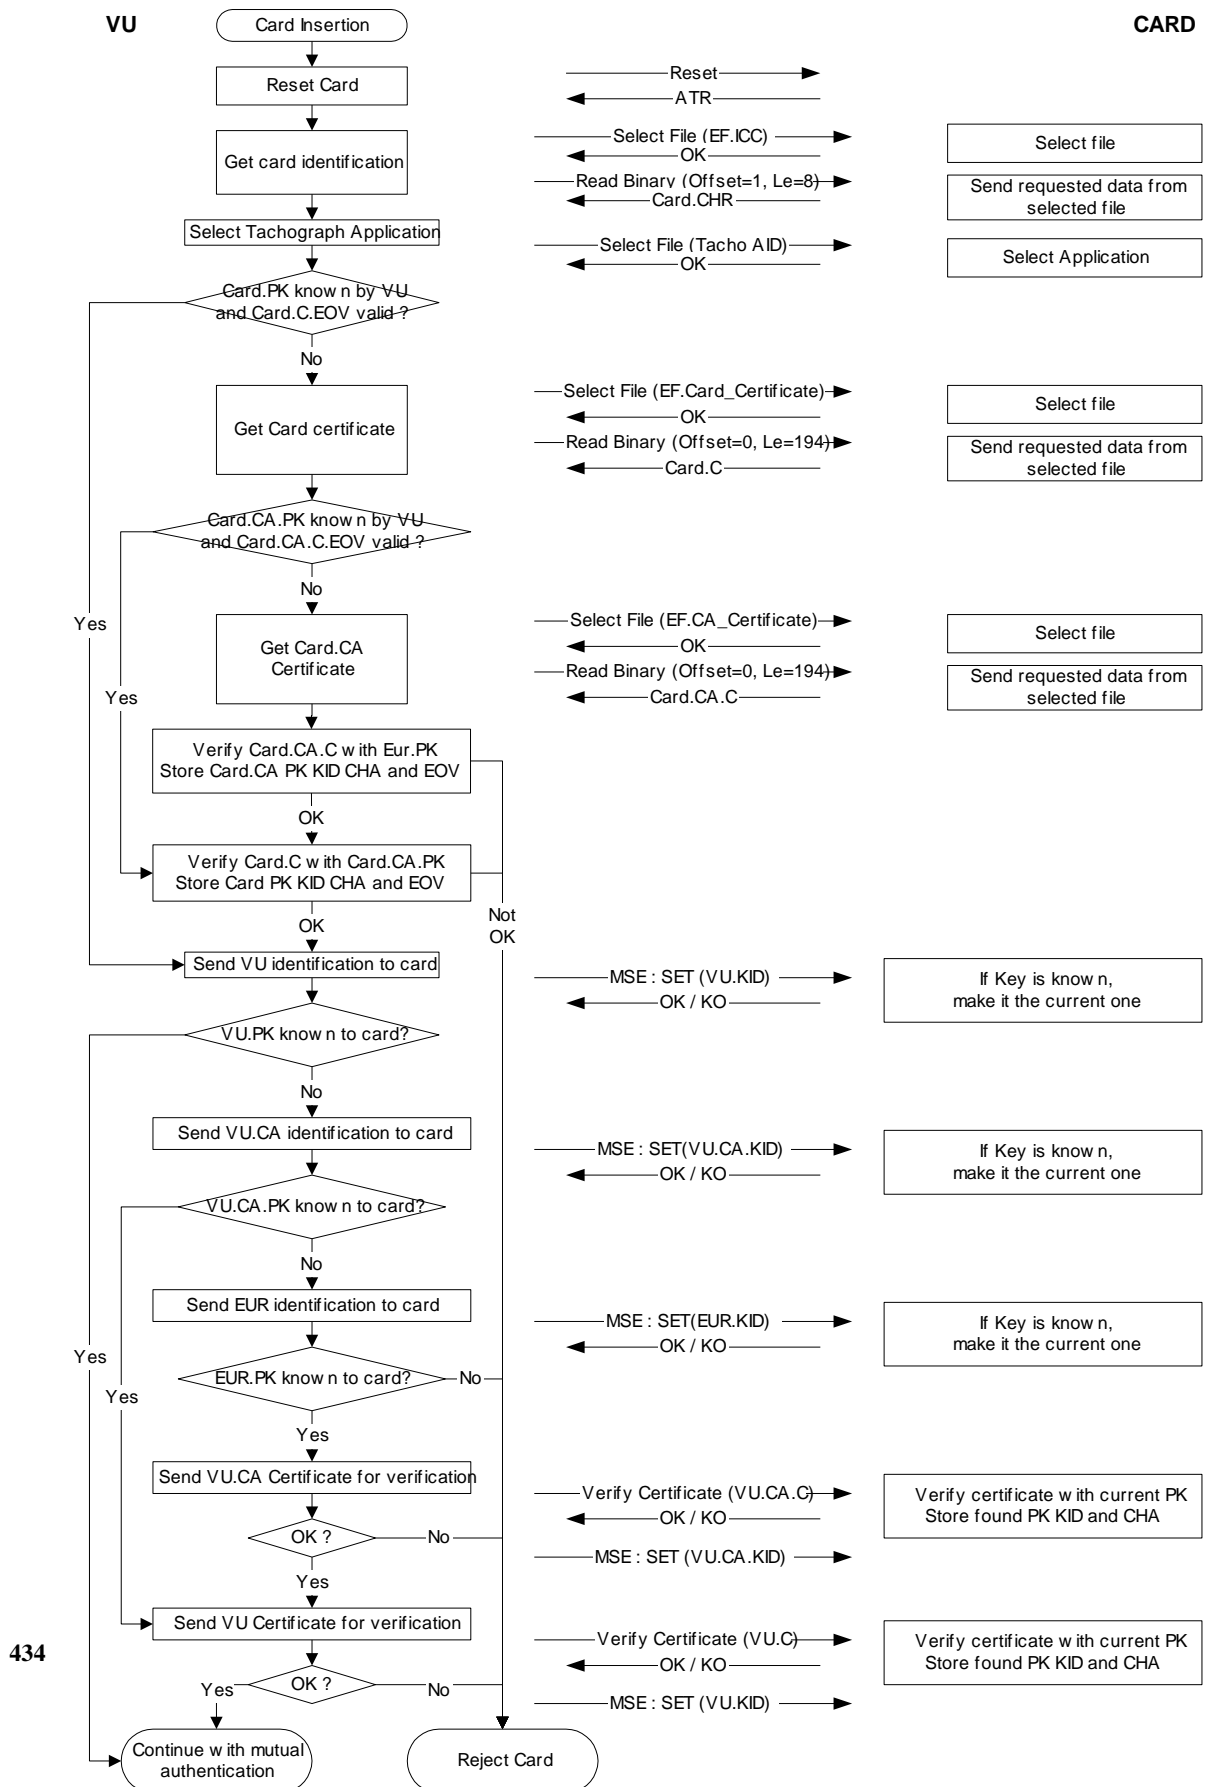 VU
Card Insertion
CARD
Reset Card
Reset
ATR
Get card identification
Select File (EF.ICC)
OK
Select file
Read Binary (Offset=1, Le=8)
Card.CHR
Send requested data from
selected file
Select Tachograph Application
Select File (Tacho AID)
OK
Select Application
Card.PK known by VU
and Card.C.EOV valid ?
No
Get Card certificate
Select File (EF.Card_Certificate)
OK
Select file
Read Binary (Offset=0, Le=194)
Card.C
Send requested data from
selected file
Card.CA.PK known by VU
and Card.CA.C.EOV valid ?
No
Yes
Get Card.CA
Certificate
Select File (EF.CA_Certificate)
OK
Select file
Read Binary (Offset=0, Le=194)
Card.CA.C
Send requested data from
selected file
Yes
Verify Card.CA.C with Eur.PK
Store Card.CA PK KID CHA and EOV
OK
Verify Card.C with Card.CA.PK
Store Card PK KID CHA and EOV
OK
Not
OK
Send VU identification to card
MSE : SET (VU.KID)
OK / KO
If Key is known,
make it the current one
VU.PK known to card?
No
Send VU.CA identification to card
MSE : SET(VU.CA.KID)
OK / KO
If Key is known,
make it the current one
VU.CA.PK known to card?
No
Send EUR identification to card
MSE : SET(EUR.KID)
OK / KO
If Key is known,
make it the current one
Yes
EUR.PK known to card?
No
Yes
Yes
Send VU.CA Certificate for verification
Verify Certificate (VU.CA.C)
OK / KO
Verify certificate with current PK
Store found PK KID and CHA
OK ?
No
MSE : SET (VU.CA.KID)
Yes
Send VU Certificate for verification
Verify Certificate (VU.C)
OK / KO
Verify certificate with current PK
Store found PK KID and CHA
434
OK ?
Yes
No
MSE : SET (VU.KID)
Continue with mutual
authentication
Reject Card